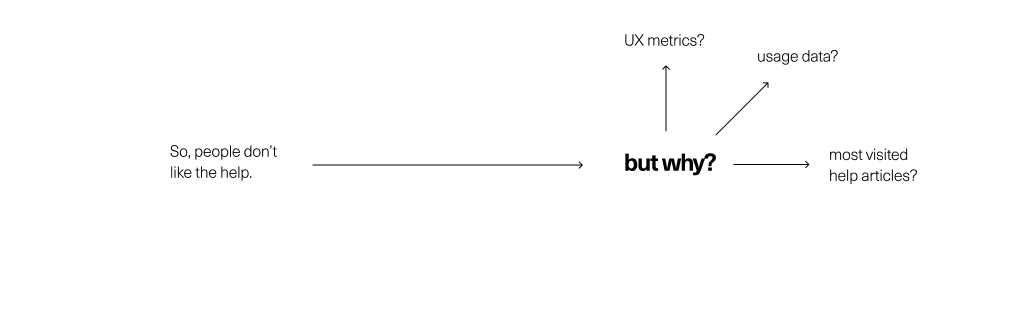 UX metrics?
usage data?
So, people don't
like the help.
but why?
most visited
help articles?